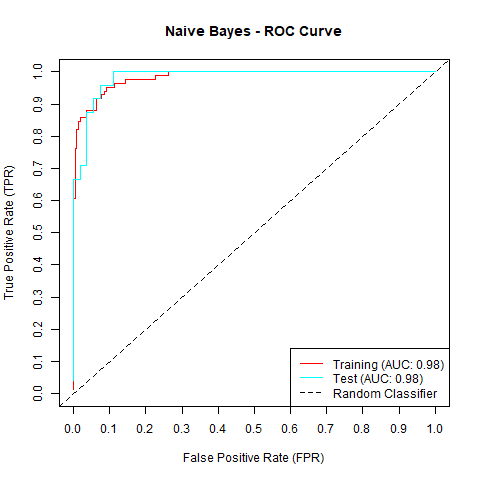 Naive Bayes - ROC Curve
True Positive Rate (TPR)
1.0
0.9
0.8
0.7
0.6
0.5
0.4
0.3
0.2
0.1
0.0
Training (AUC: 0.98)
Test (AUC: 0.98)
Random Classifier
0.0 0.1 0.2 0.3 0.4 0.5 0.6 0.7 0.8 0.9 1.0
False Positive Rate (FPR)